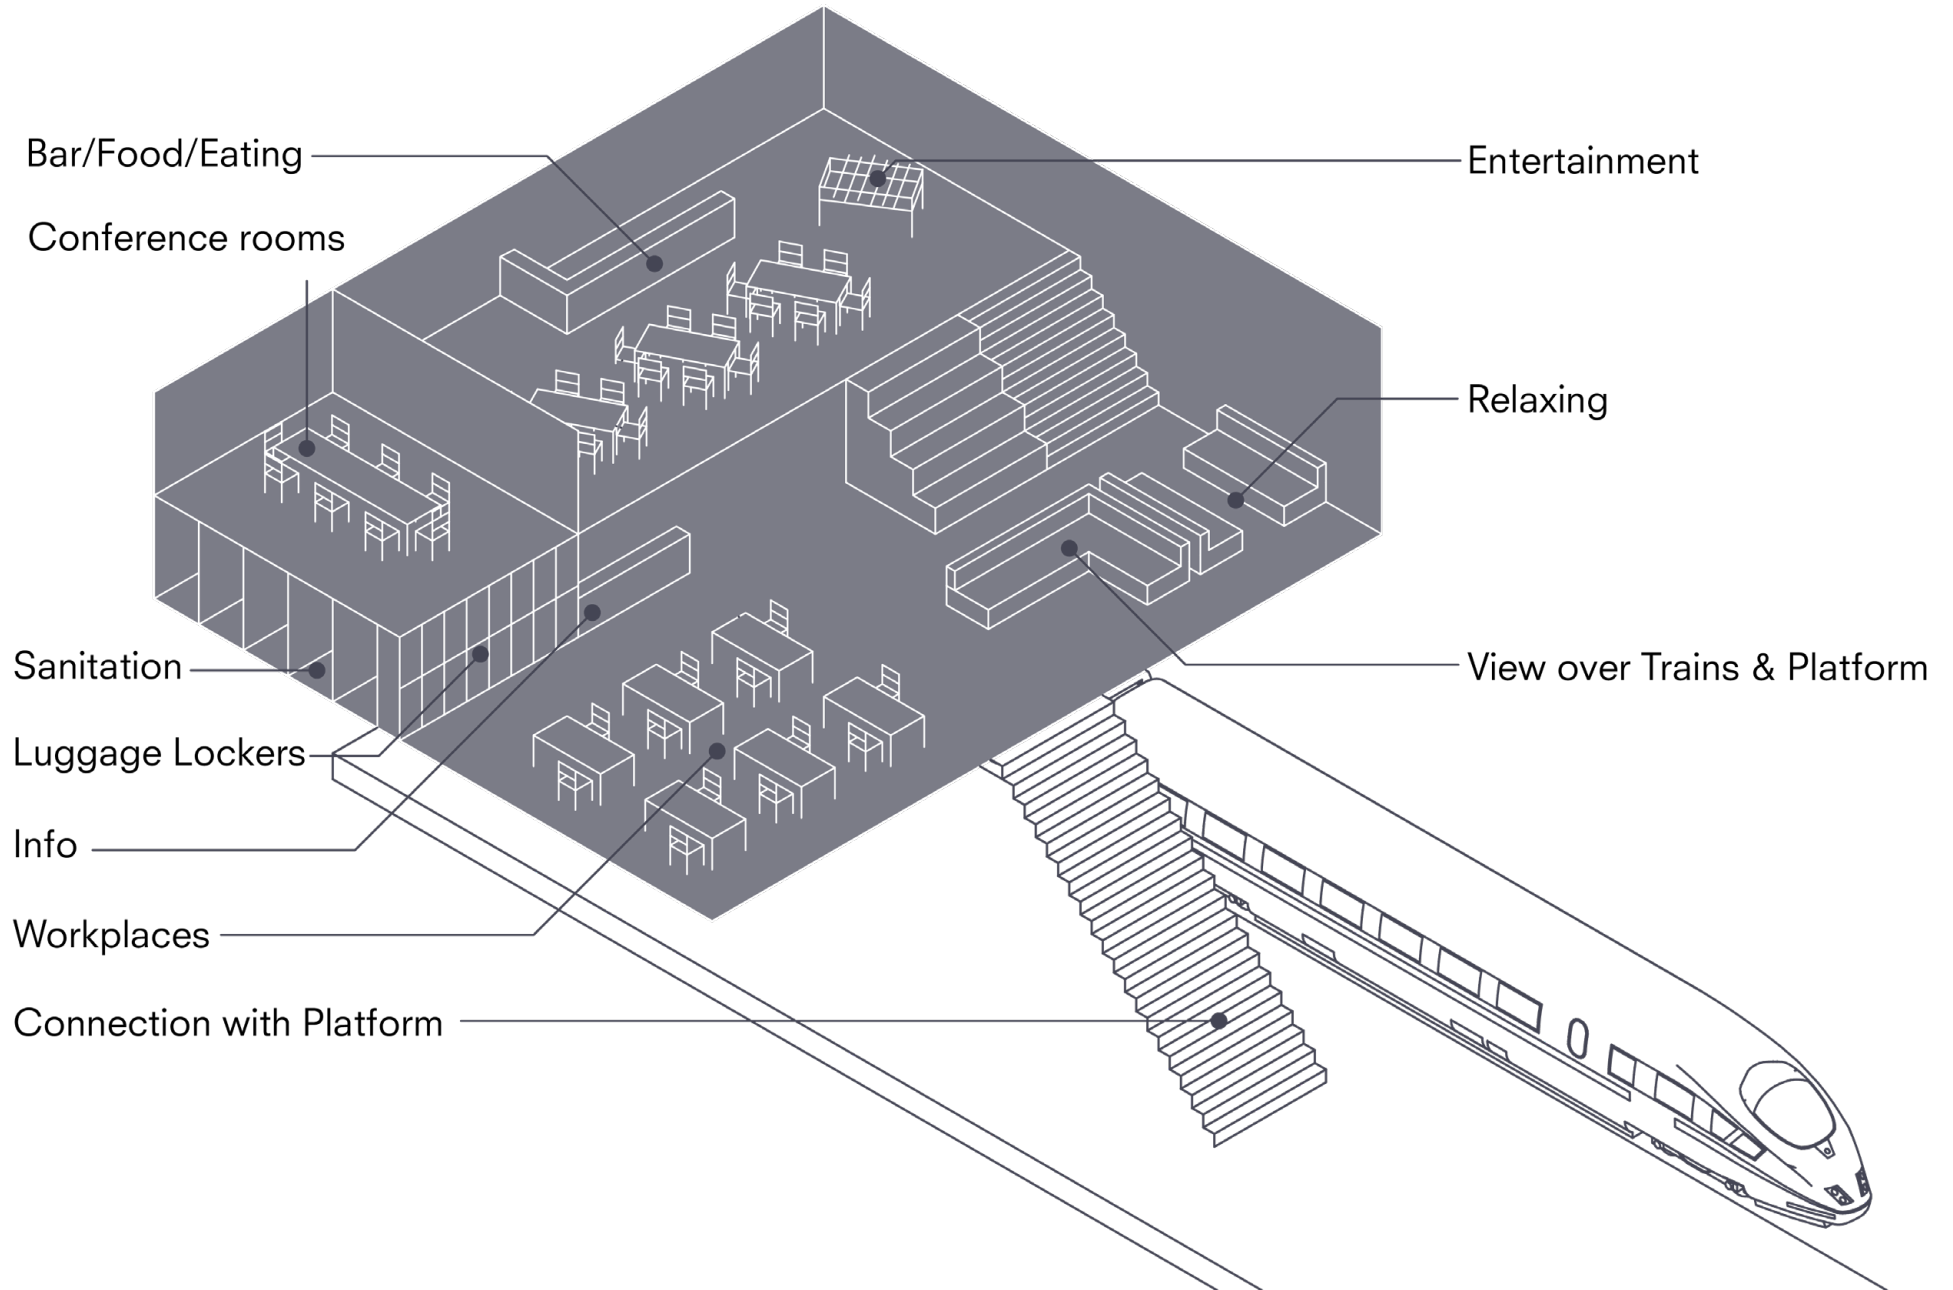 Bar/Food/Eating
Conference rooms
Sanitation
Luggage Lockers
Info
Workplaces
Connection with Platform
Entertainment
Relaxing
View over Trains & Platform